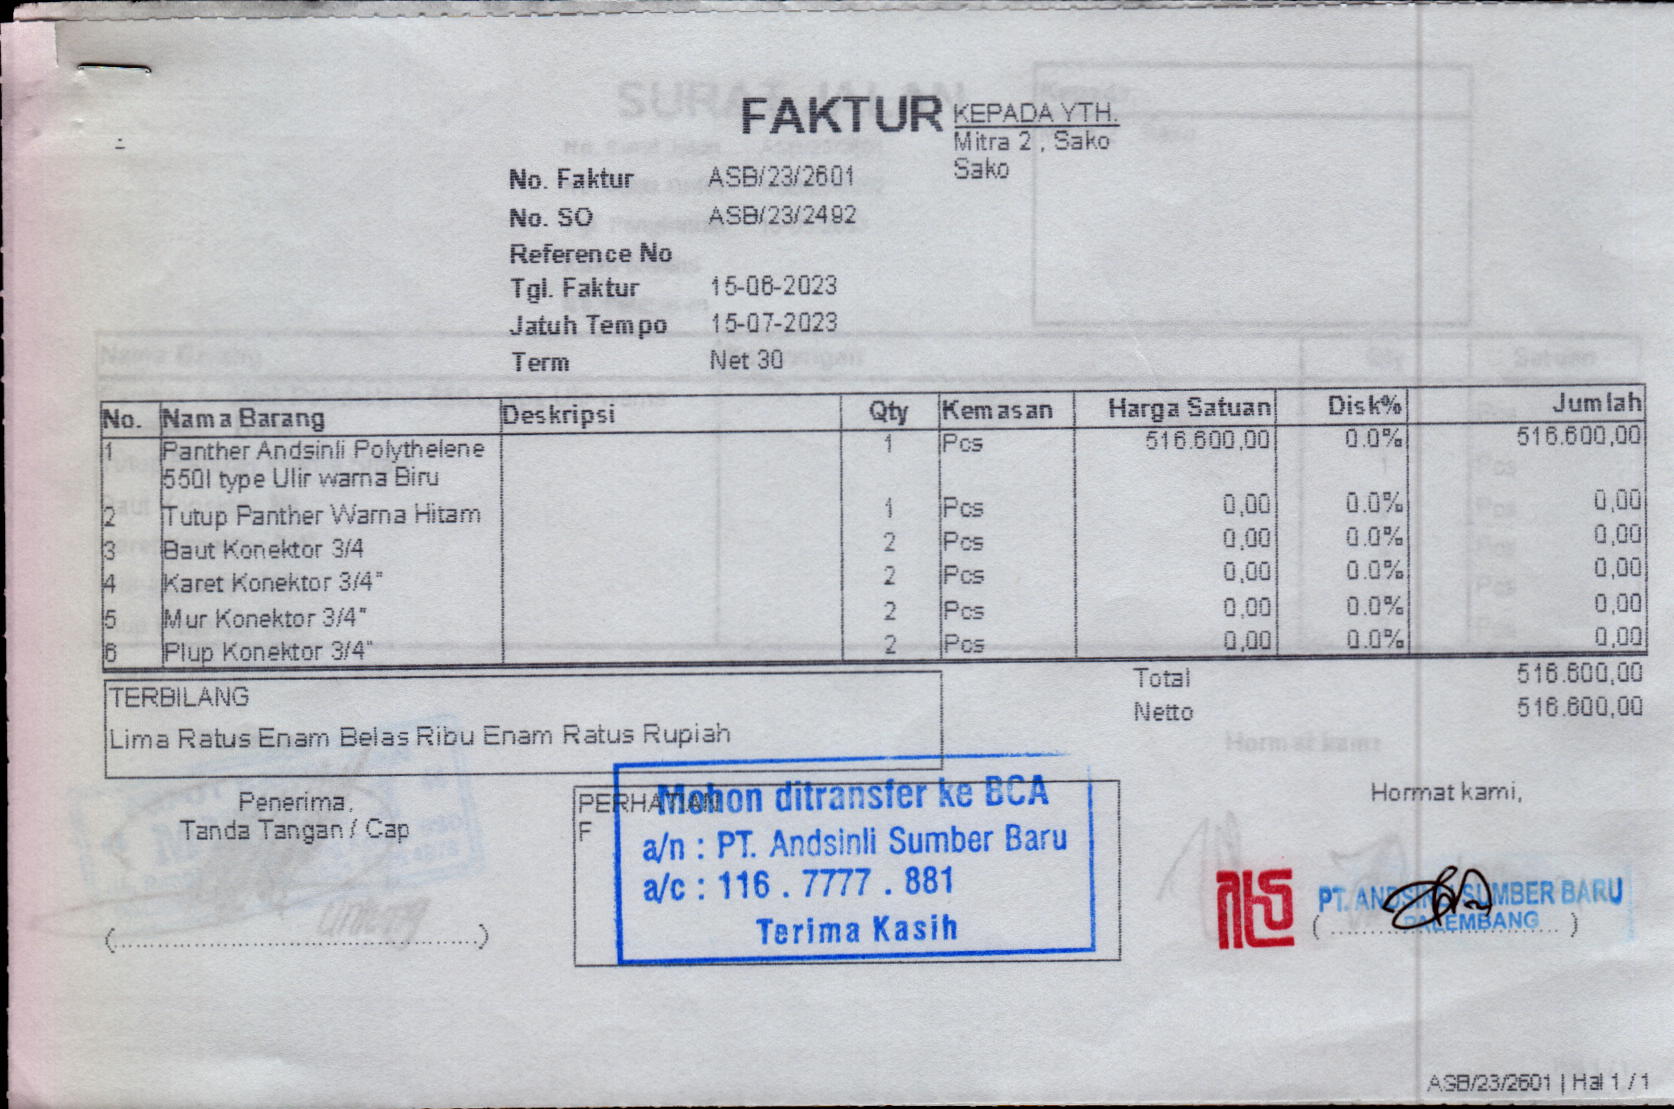 FAKTUR
KEPADA YTH.
Mitra 2 , Sako
Sako
No. Faktur ASB/23/2601
No. SO ASB/23/2492
Reference No
Tgl. Faktur 15-06-2023
Jatuh Tempo 15-07-2023
Term Net 30
No. Nama Barang Deskripsi Qty Kemasan Harga Satuan Disk% Jumlah
1 Panther Andsinli Polythelene 1 Pcs 516.600,00 0.0% 516.600,00
550l type Ulir warna Biru
2 Tutup Panther Warna Hitam 1 Pcs 0,00 0.0% 0,00
3 Baut Konektor 3/4 2 Pcs 0,00 0.0% 0,00
4 Karet Konektor 3/4" 2 Pcs 0,00 0.0% 0,00
5 Mur Konektor 3/4" 2 Pcs 0,00 0.0% 0,00
6 Plup Konektor 3/4" 2 Pcs 0,00 0.0% 0,00
Total 516.600,00
Netto 516.600,00
TERBILANG
Lima Ratus Enam Belas Ribu Enam Ratus Rupiah
Penerima,
Tanda Tangan / Cap
(..................................................)
PERHATIAN
F
Mohon ditransfer ke BCA
a/n : PT. Andsinli Sumber Baru
a/c : 116 . 7777 . 881
Terima Kasih
Hormat kami,
PT. ANDSINLI SUMBER BARU
PALEMBANG
ASB/23/2601 | Hal 1 / 1